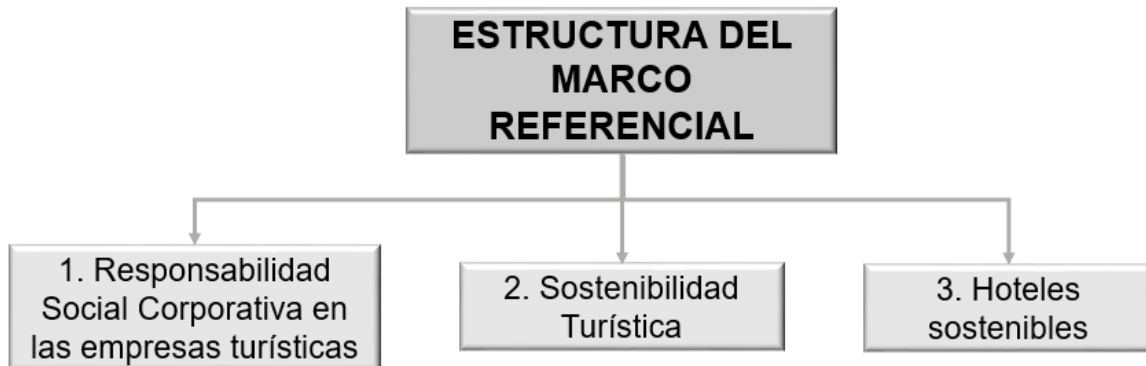 ESTRUCTURA DEL
MARCO
REFERENCIAL
1. Responsabilidad
Social Corporativa en
las empresas turísticas
2. Sostenibilidad
Turística
3. Hoteles
sostenibles